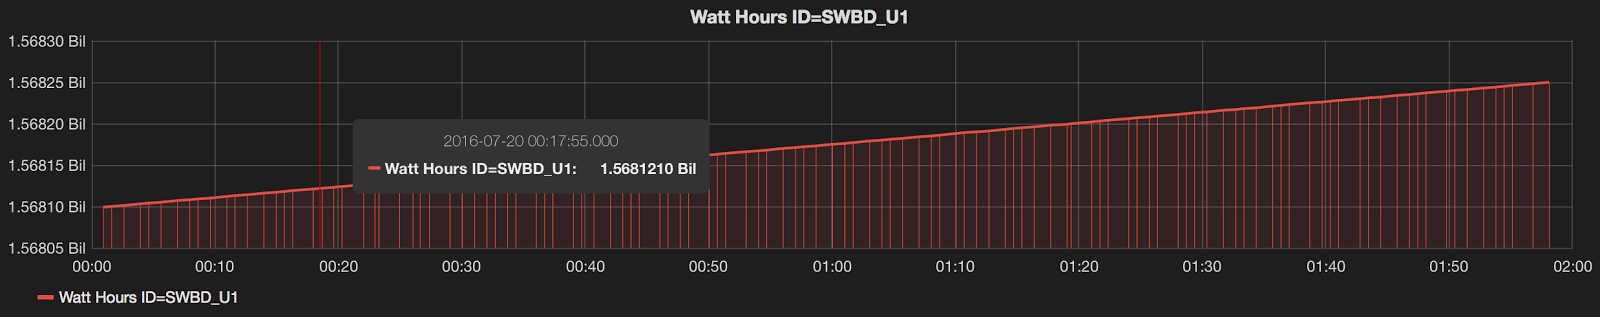 Watt Hours ID=SWBD_U1
1.56830 Bil
1.56825 Bil
1.56820 Bil
2016-07-20 00:17:55.000
1.56815 Bil
Watt Hours ID=SWBD_U1: 1.5681210 Bil
1.56810 Bil
1.56805 Bil
00:00 00:10 00:20 00:30 00:40 00:50 01:00 01:10 01:20 01:30 01:40 01:50 02:00
Watt Hours ID=SWBD_U1